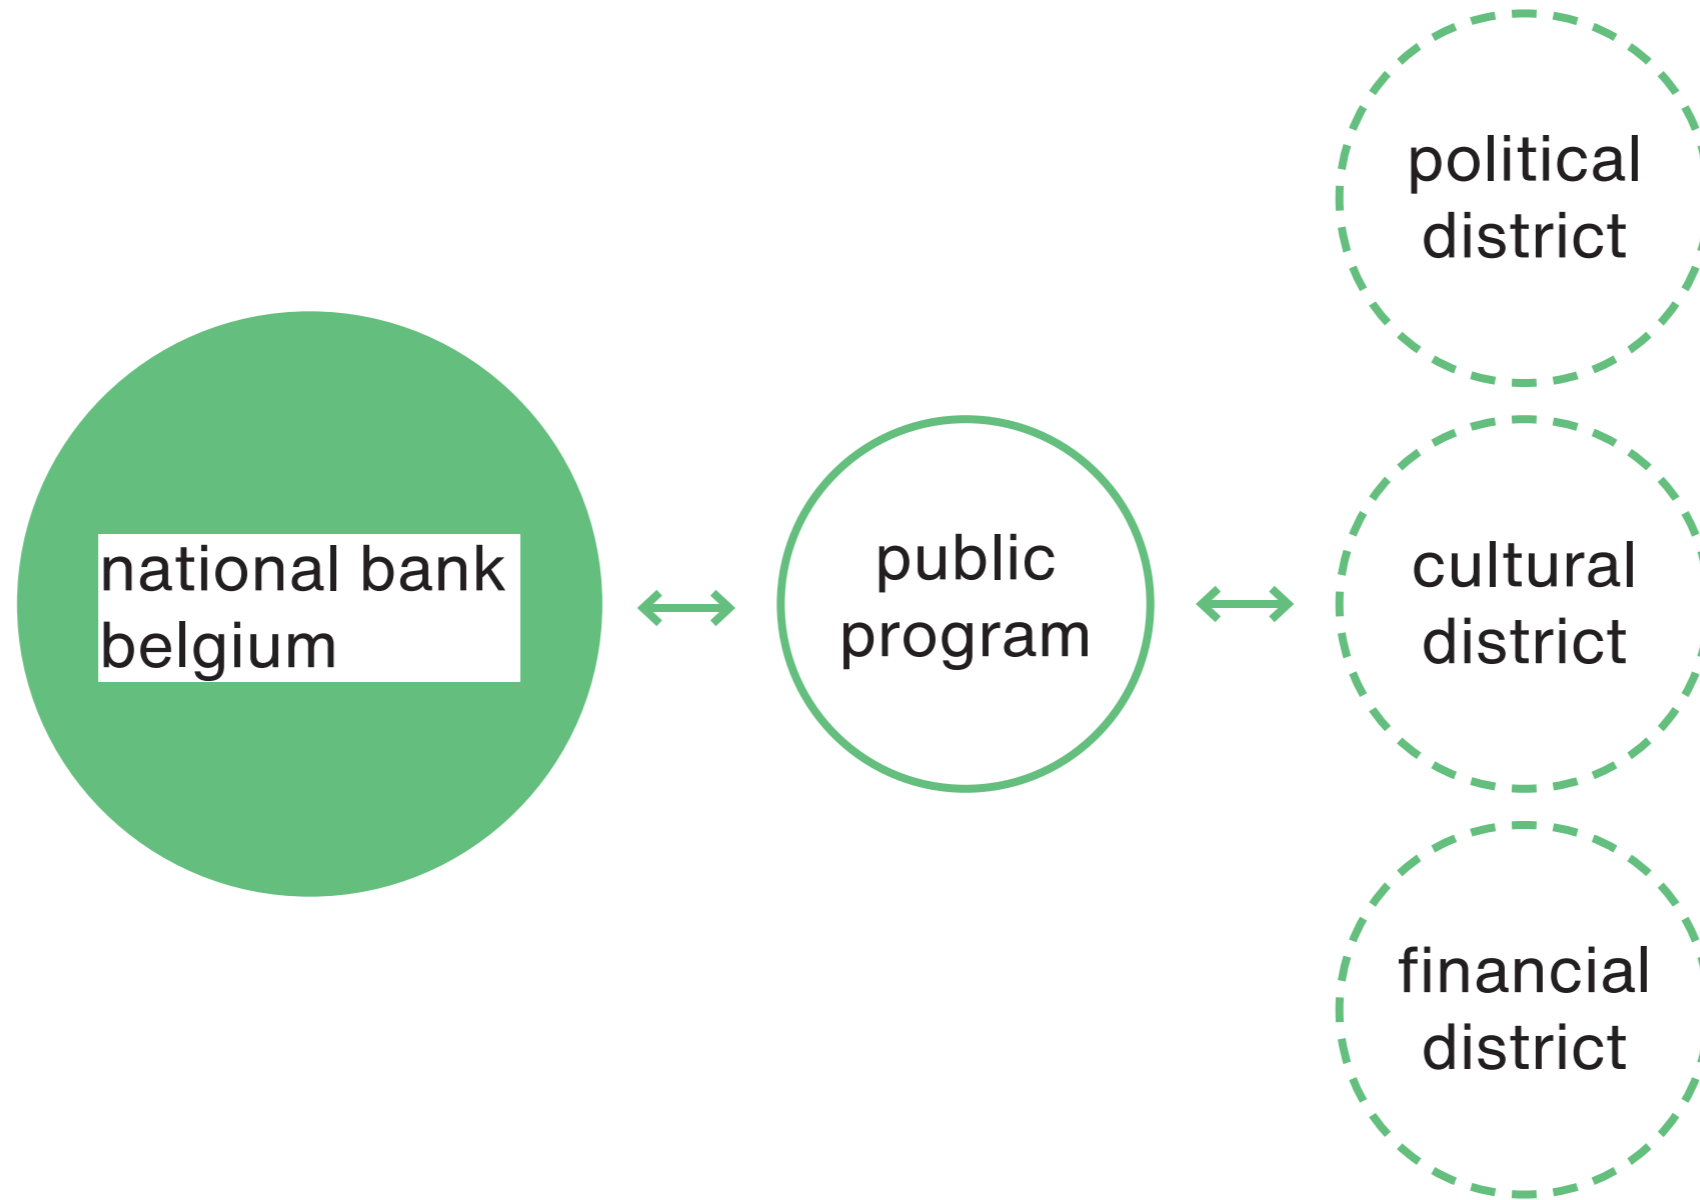 national bank
belgium
public
program
political
district
cultural
district
financial
district